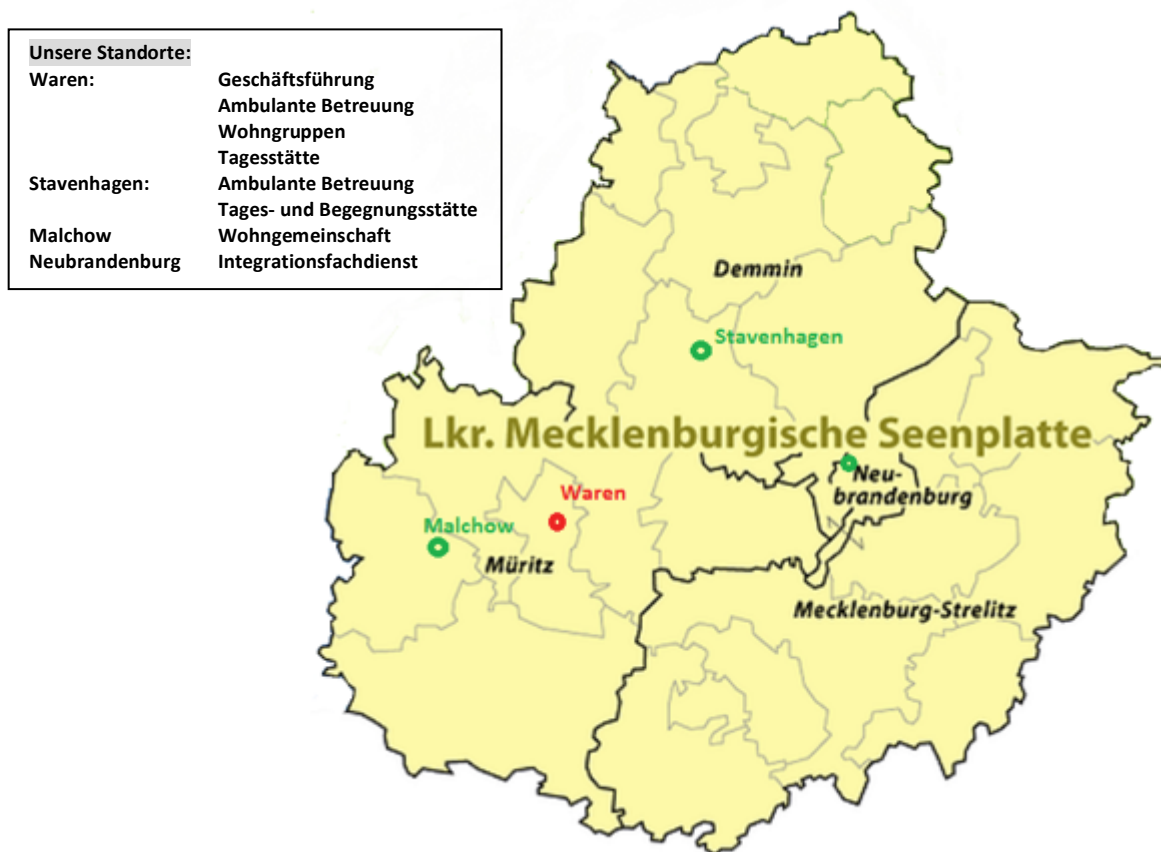 Unsere Standorte:
Waren: Geschäftsführung
Ambulante Betreuung
Wohngruppen
Tagesstätte
Stavenhagen: Ambulante Betreuung
Tages- und Begegnungsstätte
Malchow Wohngemeinschaft
Neubrandenburg Integrationsfachdienst
Demmin
Stavenhagen
Lkr. Mecklenburgische Seenplatte
Neu-
brandenburg
Waren
Malchow
Müritz
Mecklenburg-Strelitz